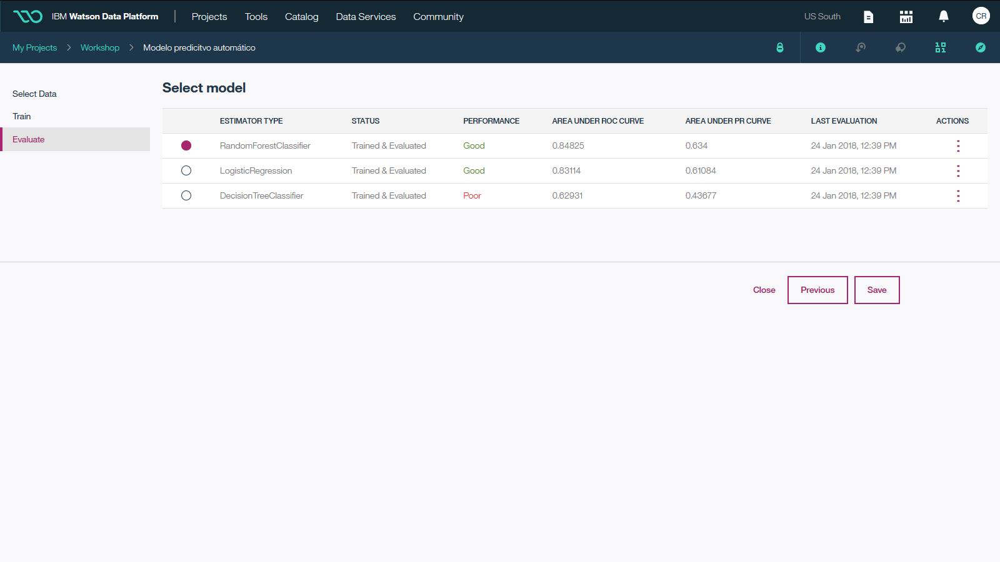 IBM Watson Data Platform Projects Tools Catalog Data Services Community US South CR
My Projects Workshop Modelo predicitvo automático
Select Data
Train
Evaluate
Select model
ESTIMATOR TYPE STATUS PERFORMANCE AREA UNDER ROC CURVE AREA UNDER PR CURVE LAST EVALUATION ACTIONS
RandomForestClassifier Trained & Evaluated Good 0.84825 0.634 24 Jan 2018, 12:39 PM
LogisticRegression Trained & Evaluated Good 0.83114 0.61084 24 Jan 2018, 12:39 PM
DecisionTreeClassifier Trained & Evaluated Poor 0.62931 0.43677 24 Jan 2018, 12:39 PM
Close Previous Save